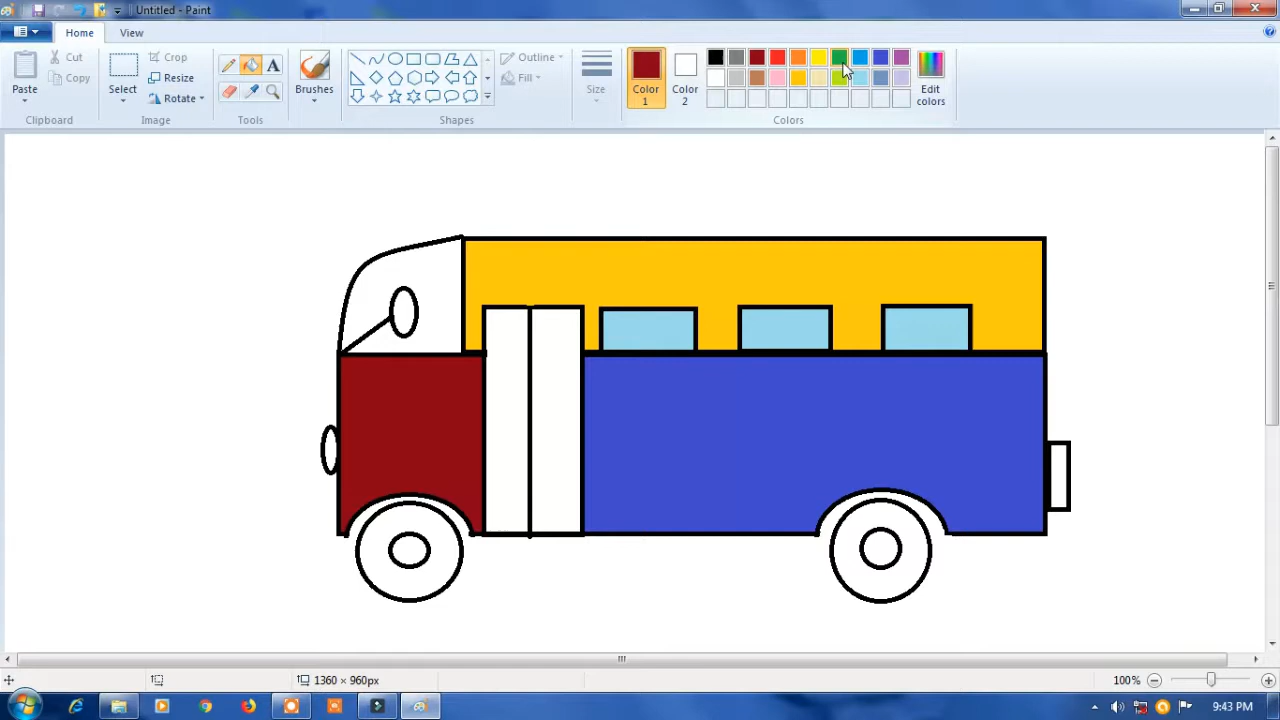 Untitled - Paint
Home View
Paste
Cut
Copy
Clipboard
Select
Crop
Resize
Rotate
Image
A
Tools
Brushes
Outline
Fill
Shapes
Size
Color 1
Color 2
Edit colors
Colors
1360 × 960px
100%
9:43 PM